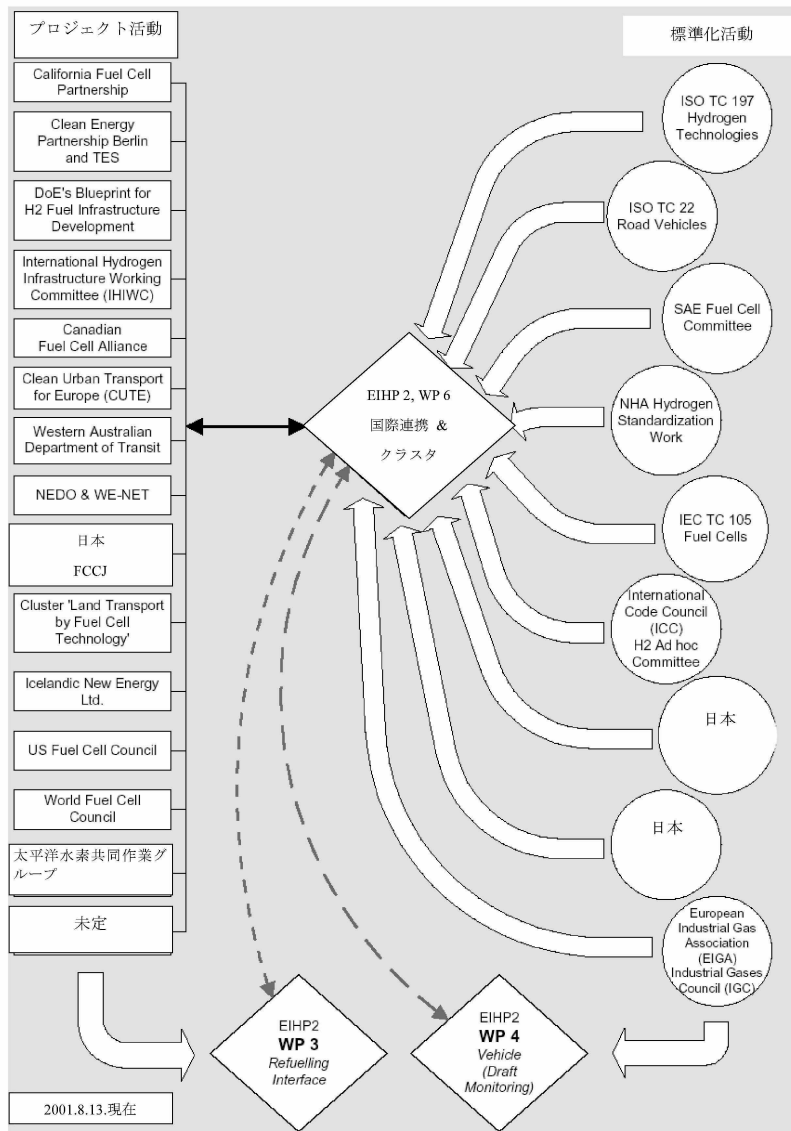 プロジェクト活動
California Fuel Cell
Partnership
Clean Energy
Partnership Berlin
and TES
DoE's Blueprint for
H2 Fuel Infrastructure
Development
International Hydrogen
Infrastructure Working
Committee (IHIWC)
Canadian
Fuel Cell Alliance
Clean Urban Transport
for Europe (CUTE)
Western Australian
Department of Transit
NEDO & WE-NET
日本
FCCJ
Cluster 'Land Transport
by Fuel Cell
Technology'
Icelandic New Energy
Ltd.
US Fuel Cell Council
World Fuel Cell
Council
太平洋水素共同作業グ
ループ
未定
2001.8.13.現在
EIHP 2, WP 6
国際連携 &
クラスタ
EIHP2
WP 3
Refuelling
Interface
EIHP2
WP 4
Vehicle
(Draft
Monitoring)
標準化活動
ISO TC 197
Hydrogen
Technologies
ISO TC 22
Road Vehicles
SAE Fuel Cell
Committee
NHA Hydrogen
Standardization
Work
IEC TC 105
Fuel Cells
International
Code Council
(ICC)
H2 Ad hoc
Committee
日本
日本
European
Industrial Gas
Association
(EIGA)
Industrial Gases
Council (IGC)